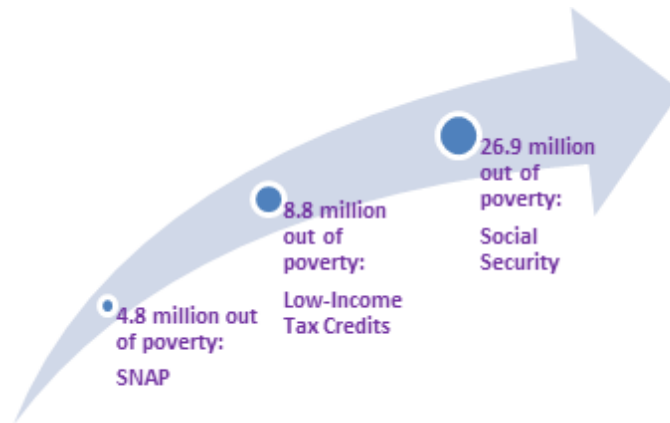 26.9 million
out of
poverty:
Social
Security
8.8 million
out of
poverty:
Low-Income
Tax Credits
4.8 million out
of poverty:
SNAP